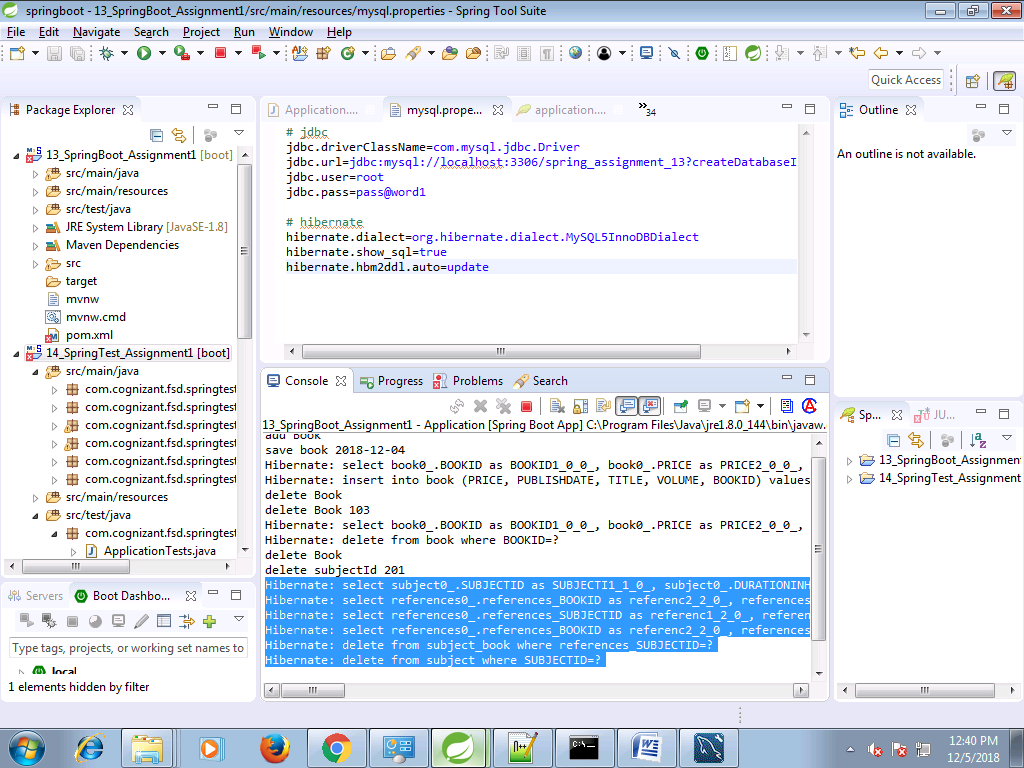 springboot - 13_SpringBoot_Assignment1/src/main/resources/mysql.properties - Spring Tool Suite
File Edit Navigate Search Project Run Window Help
Quick Access
Package Explorer
13_SpringBoot_Assignment1 [boot]
src/main/java
src/main/resources
src/test/java
JRE System Library [JavaSE-1.8]
Maven Dependencies
src
target
mvnw
mvnw.cmd
pom.xml
14_SpringTest_Assignment1 [boot]
src/main/java
com.cognizant.fsd.springtest
com.cognizant.fsd.springtest
com.cognizant.fsd.springtest
com.cognizant.fsd.springtest
com.cognizant.fsd.springtest
com.cognizant.fsd.springtest
src/main/resources
src/test/java
com.cognizant.fsd.springtest
ApplicationTests.java
Servers Boot Dashbo...
Type tags, projects, or working set names to
local
1 elements hidden by filter
Application.... mysql.prope... application.... 34
# jdbc
jdbc.driverClassName=com.mysql.jdbc.Driver
jdbc.url=jdbc:mysql://localhost:3306/spring_assignment_13?createDatabaseI
jdbc.user=root
jdbc.pass=pass@word1
# hibernate
hibernate.dialect=org.hibernate.dialect.MySQL5InnoDBDialect
hibernate.show_sql=true
hibernate.hbm2ddl.auto=update
Console Progress Problems Search
13_SpringBoot_Assignment1 - Application [Spring Boot App] C:\Program Files\Java\jre1.8.0_144\bin\javaw.
add book
save book 2018-12-04
Hibernate: select book0_.BOOKID as BOOKID1_0_0_, book0_.PRICE as PRICE2_0_0_,
Hibernate: insert into book (PRICE, PUBLISHDATE, TITLE, VOLUME, BOOKID) values
delete Book
delete Book 103
Hibernate: select book0_.BOOKID as BOOKID1_0_0_, book0_.PRICE as PRICE2_0_0_,
Hibernate: delete from book where BOOKID=?
delete Book
delete subjectId 201
Hibernate: select subject0_.SUBJECTID as SUBJECTI1_1_0_, subject0_.DURATIONINH
Hibernate: select references0_.references_BOOKID as referenc2_2_0_, references
Hibernate: select references0_.references_SUBJECTID as referenc1_2_0_, referen
Hibernate: select references0_.references_BOOKID as referenc2_2_0_, references
Hibernate: delete from subject_book where references_SUBJECTID=?
Hibernate: delete from subject where SUBJECTID=?
Outline
An outline is not available.
Sp... JU...
13_SpringBoot_Assignment
14_SpringTest_Assignment1
12:40 PM
12/5/2018